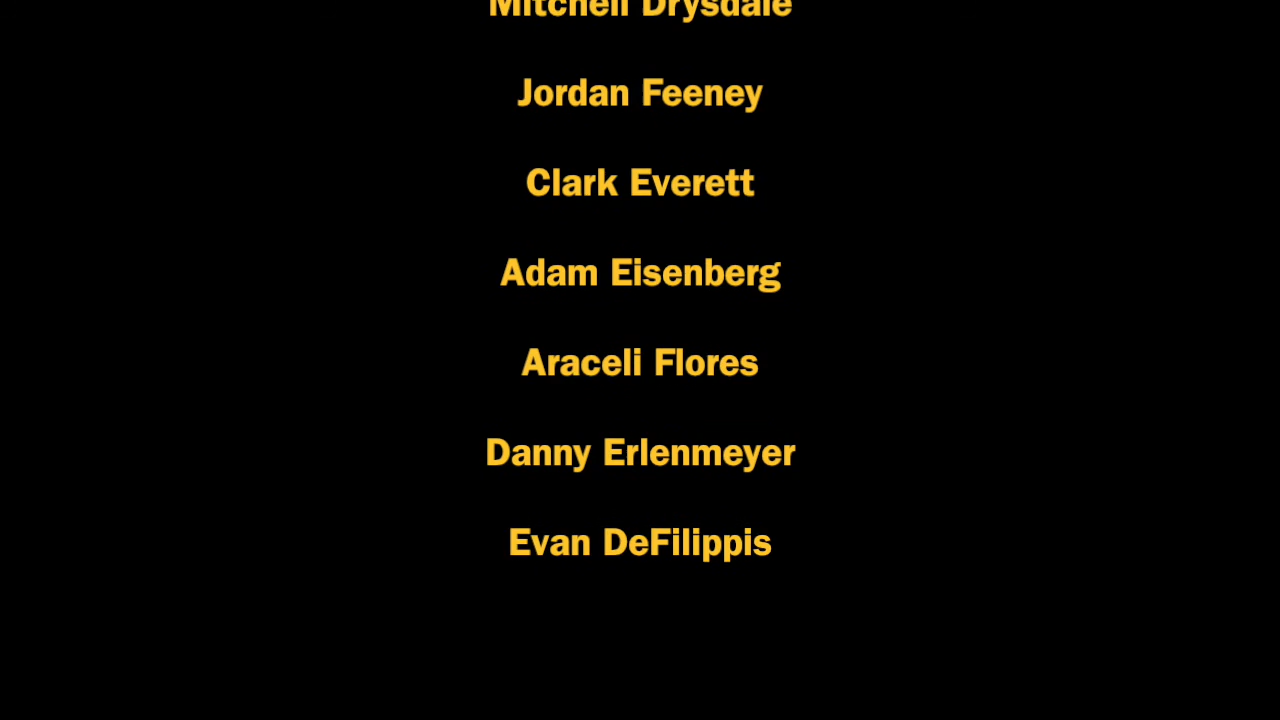 Mitchell Drysdale
Jordan Feeney
Clark Everett
Adam Eisenberg
Araceli Flores
Danny Erlenmeyer
Evan DeFilippis